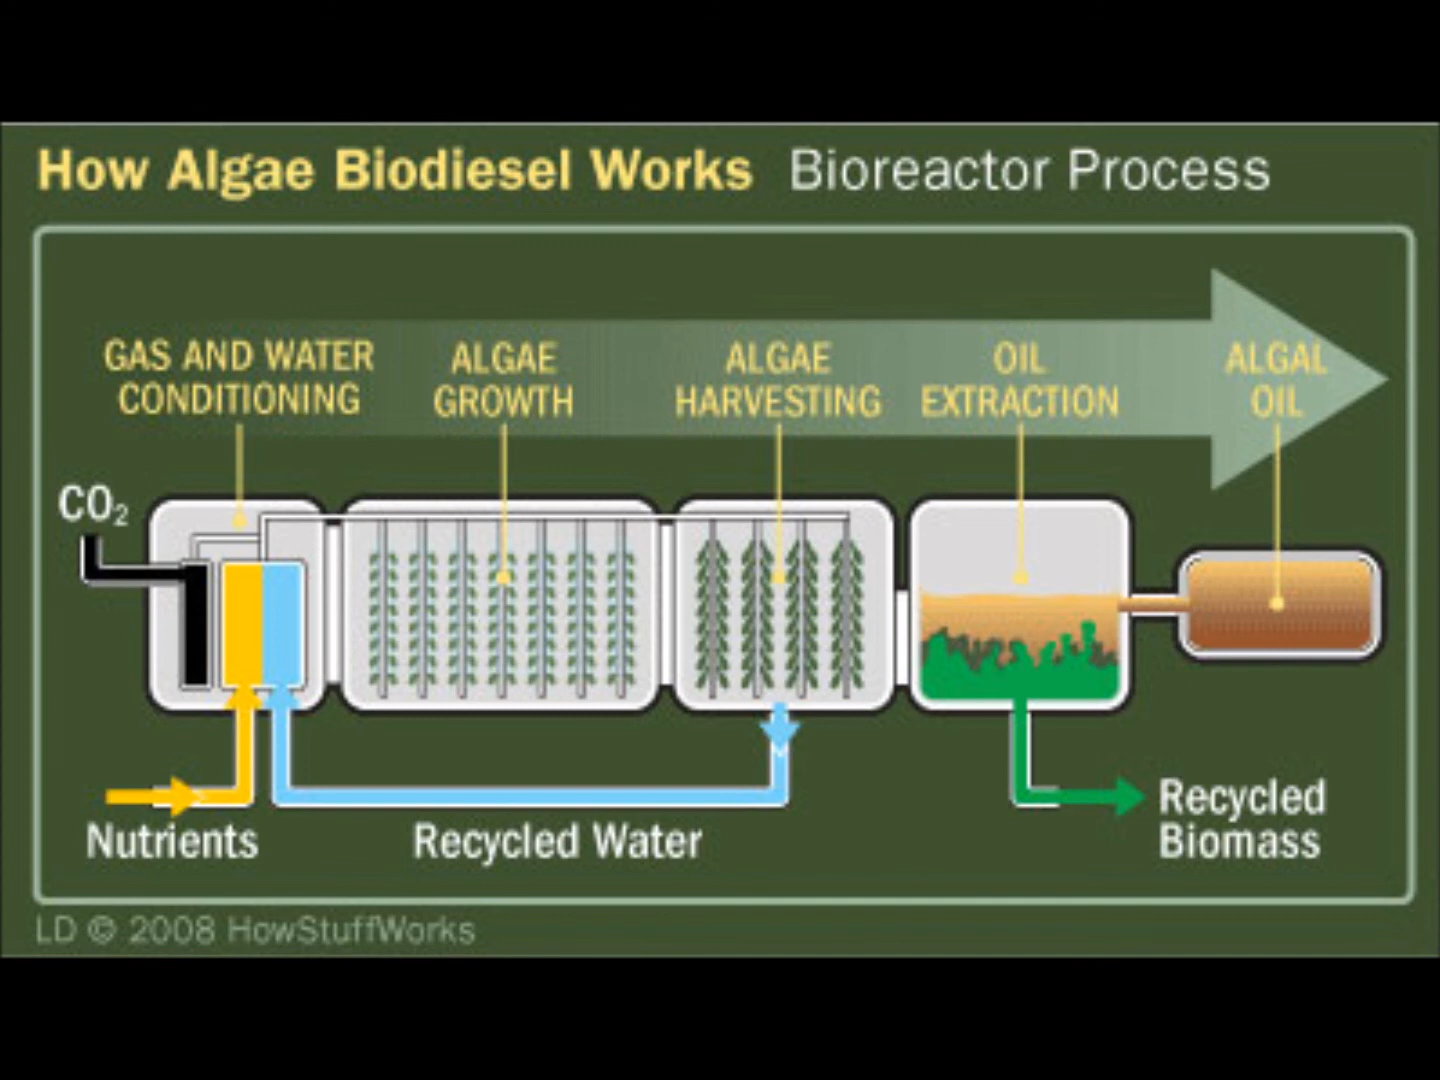 How Algae Biodiesel Works Bioreactor Process
GAS AND WATER
CONDITIONING
ALGAE
GROWTH
ALGAE
HARVESTING
OIL
EXTRACTION
ALGAL
OIL
CO₂
Nutrients
Recycled Water
Recycled
Biomass
LD © 2008 HowStuffWorks